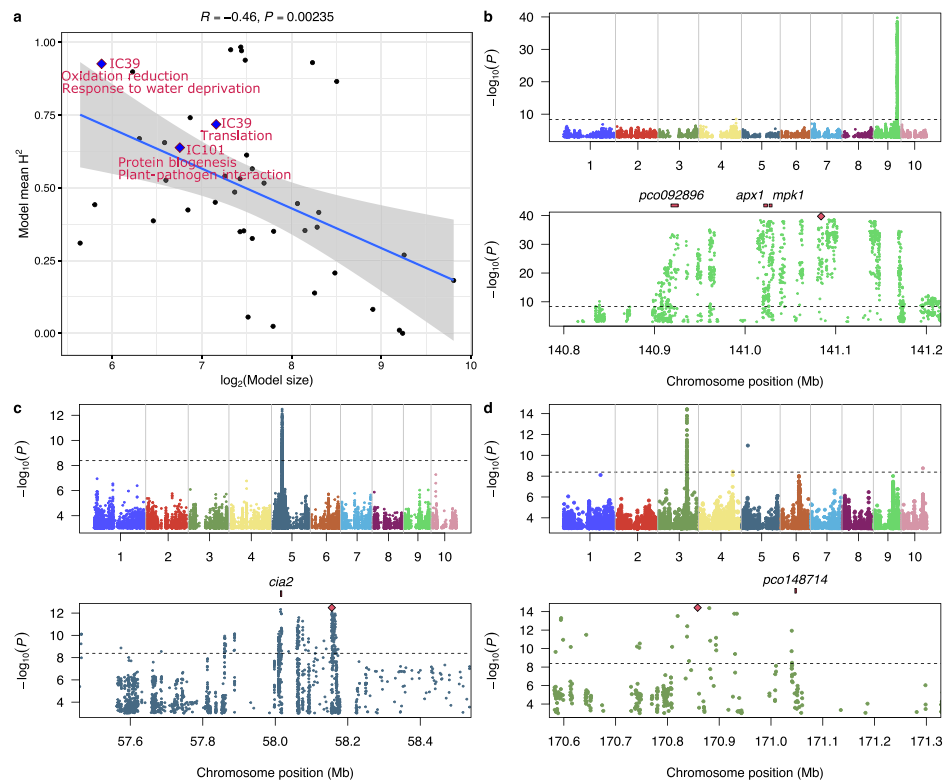 a
R = −0.46, P = 0.00235
Model mean H²
1.00
0.75
0.50
0.25
0.00
IC39
Oxidation reduction
Response to water deprivation
IC39
Translation
IC101
Protein biogenesis
Plant-pathogen interaction
6 7 8 9 10
log₂(Model size)
b
−log₁₀(P)
40
30
20
10
1 2 3 4 5 6 7 8 9 10
pco092896 apx1 mpk1
−log₁₀(P)
40
30
20
10
140.8 140.9 141.0 141.1 141.2
Chromosome position (Mb)
c
−log₁₀(P)
12
10
8
6
4
1 2 3 4 5 6 7 8 9 10
cia2
−log₁₀(P)
12
10
8
6
4
57.6 57.8 58.0 58.2 58.4
Chromosome position (Mb)
d
−log₁₀(P)
14
12
10
8
6
4
1 2 3 4 5 6 7 8 9 10
pco148714
−log₁₀(P)
14
12
10
8
6
4
170.6 170.7 170.8 170.9 171.0 171.1 171.2 171.3
Chromosome position (Mb)